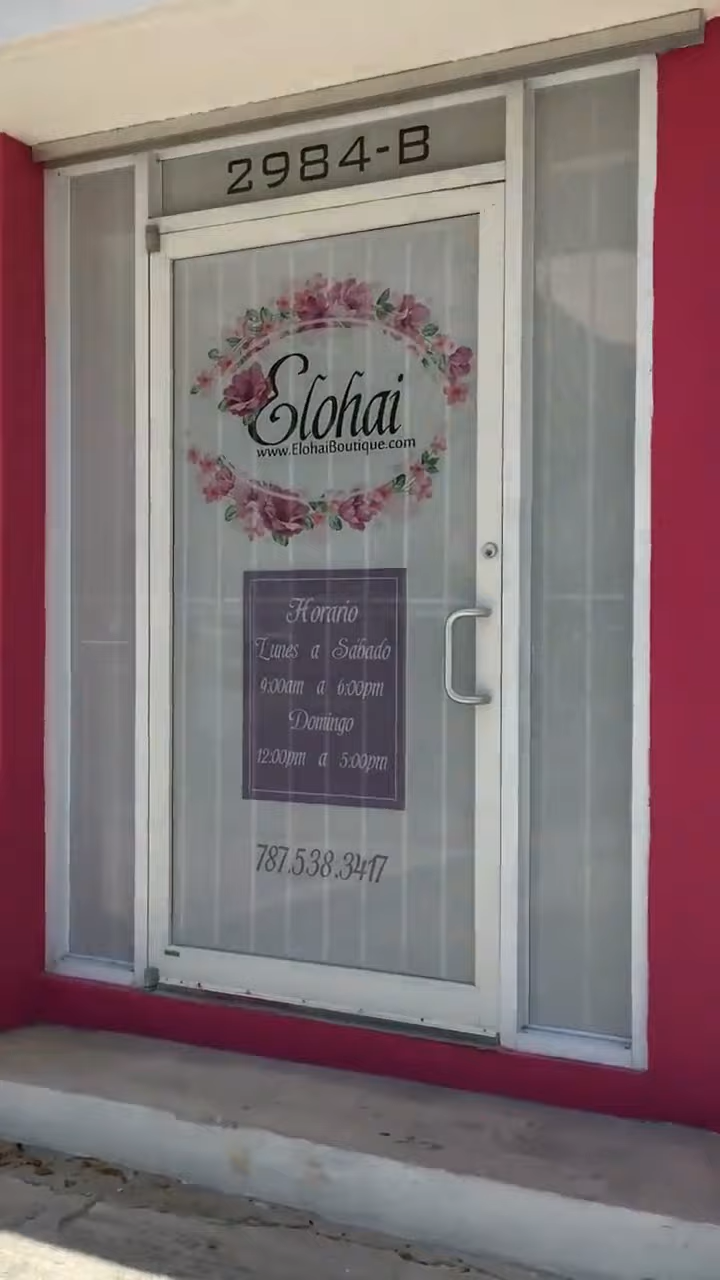 2984-B
Elohai
www.ElohaiBoutique.com
Horario
Lunes a Sábado
9:00am a 6:00pm
Domingo
12:00pm a 5:00pm
787.538.3417